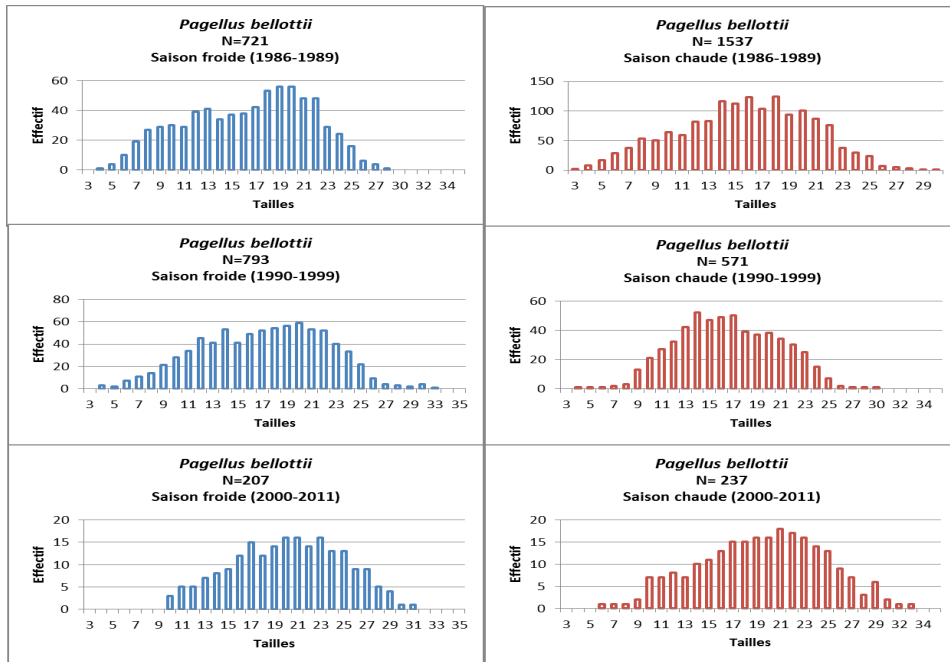 Pagellus bellottii
N=721
Saison froide (1986-1989)
60
40
20
0
Effectif
3 5 7 9 11 13 15 17 19 21 23 25 27 30 32 34
Tailles
Pagellus bellottii
N= 1537
Saison chaude (1986-1989)
150
100
50
0
Effectif
3 5 7 9 11 13 15 17 19 21 23 25 27 29
Tailles
Pagellus bellottii
N=793
Saison froide (1990-1999)
80
60
40
20
0
Effectif
3 5 7 9 11 13 15 17 19 21 23 25 27 29 31 33 35
Tailles
Pagellus bellottii
N= 571
Saison chaude (1990-1999)
60
40
20
0
Effectif
3 5 7 9 11 13 15 17 19 21 23 25 27 30 32 34
Tailles
Pagellus bellottii
N=207
Saison froide (2000-2011)
20
15
10
5
0
Effectif
3 5 7 9 11 13 15 17 19 21 23 25 27 29 31 33 35
Tailles
Pagellus bellottii
N= 237
Saison chaude (2000-2011)
20
15
10
5
0
Effectif
3 5 7 9 11 13 15 17 19 21 23 25 27 29 31 34
Tailles